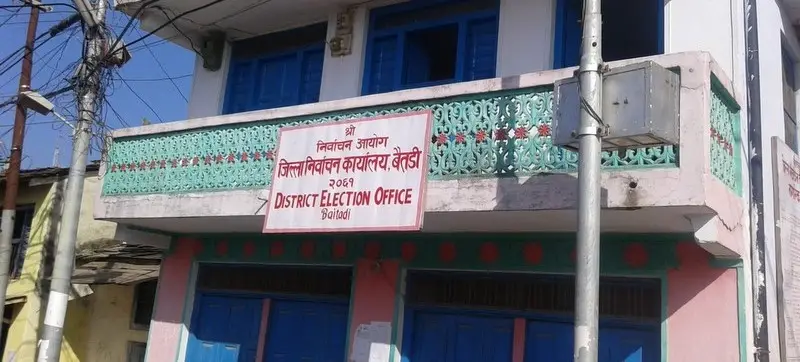 श्री
निर्वाचन आयोग
जिल्ला निर्वाचन कार्यालय, बैतडी
२०६१
DISTRICT ELECTION OFFICE
Baitadi